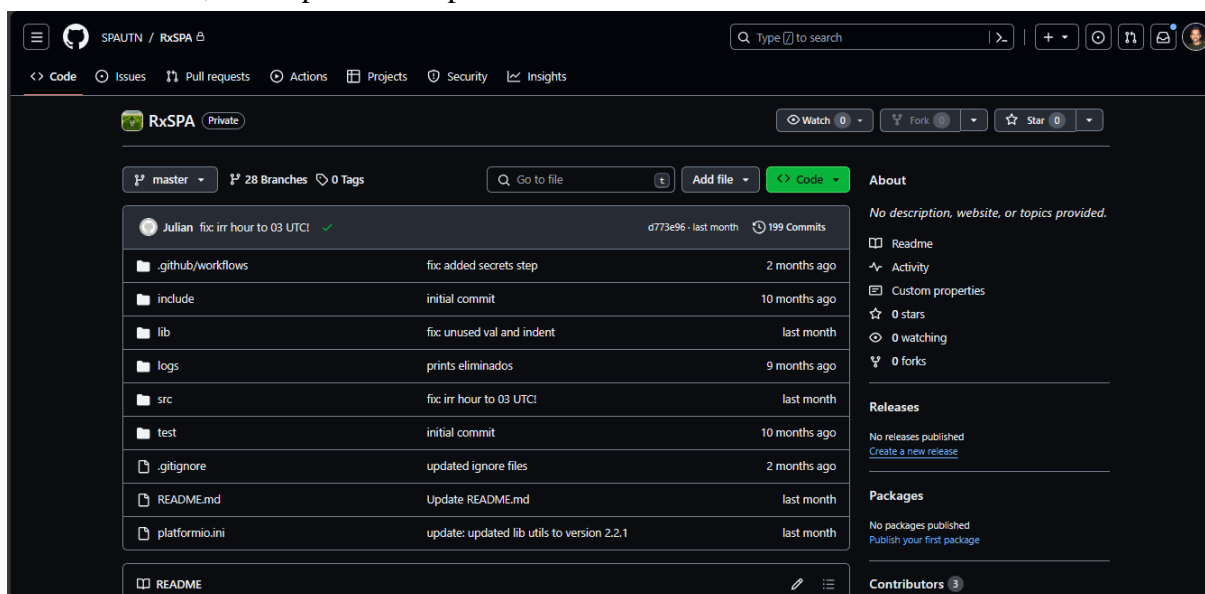 SPAUTN / RxSPA
Type / to search
Code Issues Pull requests Actions Projects Security Insights
RxSPA Private
Watch 0 Fork 0 Star 0
master 28 Branches 0 Tags Go to file t Add file Code
Julian fix: irr hour to 03 UTC! d773e96 · last month 199 Commits
.github/workflows fix: added secrets step 2 months ago
include initial commit 10 months ago
lib fix: unused val and indent last month
logs prints eliminados 9 months ago
src fix: irr hour to 03 UTC! last month
test initial commit 10 months ago
.gitignore updated ignore files 2 months ago
README.md Update README.md last month
platformio.ini update: updated lib utils to version 2.2.1 last month
README
About
No description, website, or topics provided.
Readme
Activity
Custom properties
0 stars
0 watching
0 forks
Releases
No releases published
Create a new release
Packages
No packages published
Publish your first package
Contributors 3